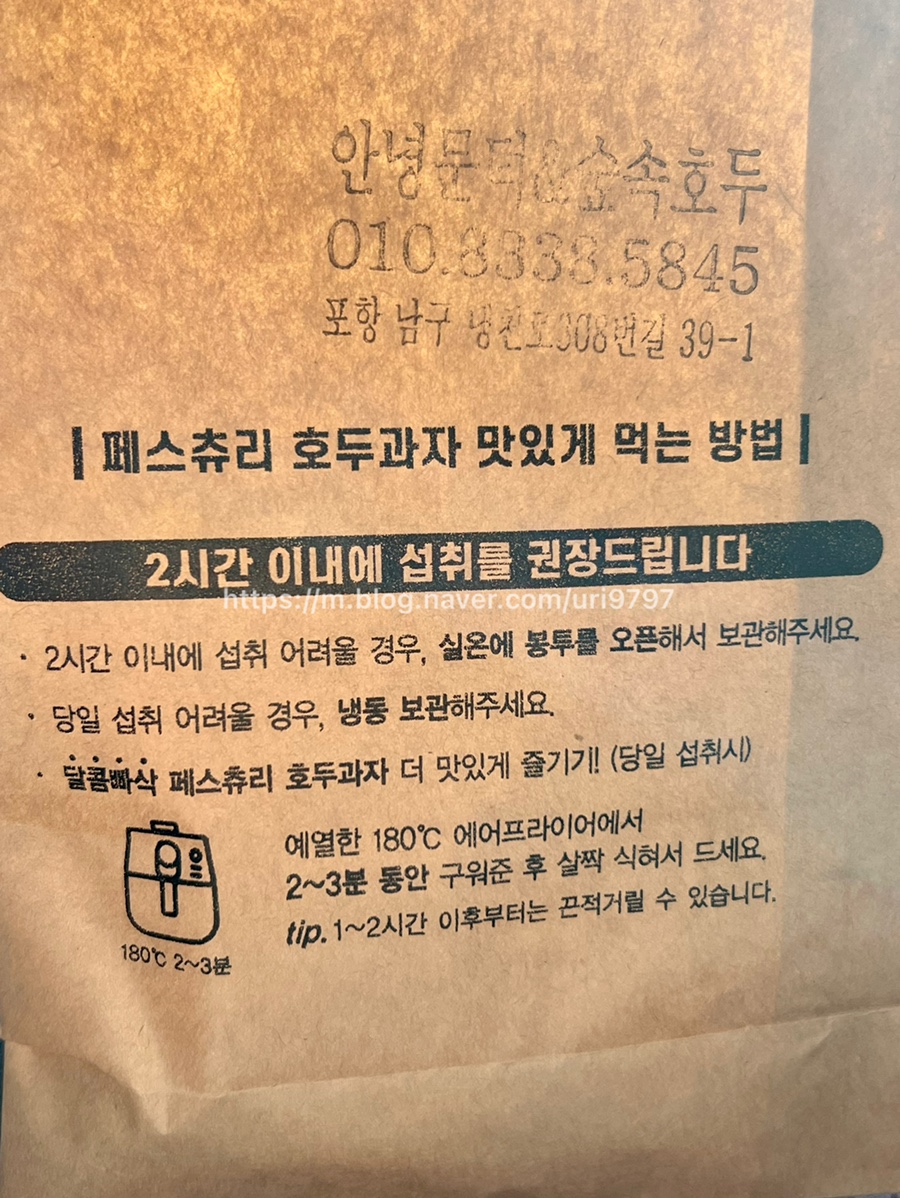 안녕문덕&숲속호두
010.8338.5845
포항 남구 냉천로308번길 39-1
페스츄리 호두과자 맛있게 먹는 방법
2시간 이내에 섭취를 권장드립니다
https://m.blog.naver.com/uri9797
· 2시간 이내에 섭취 어려울 경우, 실온에 봉투를 오픈해서 보관해주세요.
· 당일 섭취 어려울 경우, 냉동 보관해주세요.
· 달콤빠삭 페스츄리 호두과자 더 맛있게 즐기기! (당일 섭취시)
예열한 180℃ 에어프라이어에서
2~3분 동안 구워준 후 살짝 식혀서 드세요.
tip. 1~2시간 이후부터는 끈적거릴 수 있습니다.
180℃ 2~3분